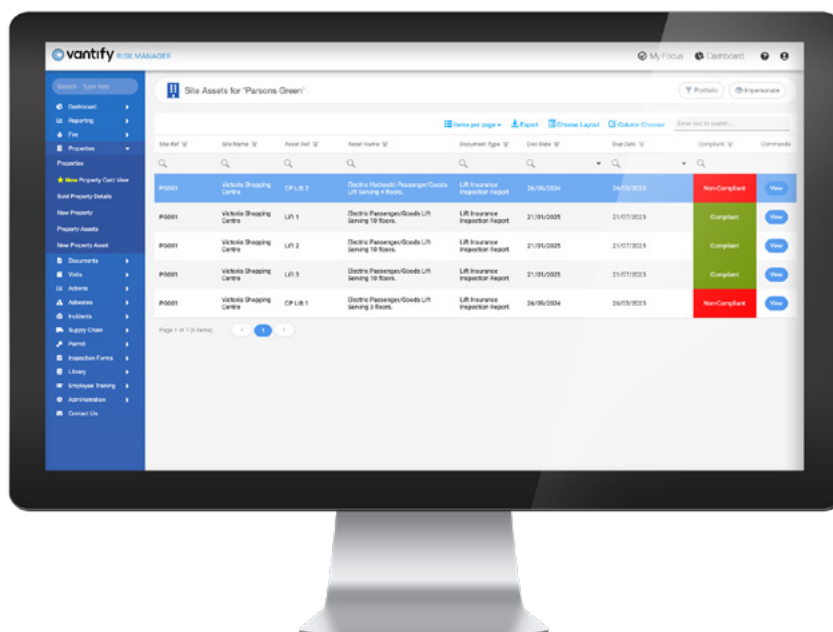 vantify RISK MANAGER
My Focus Dashboard
Search - Type here
Dashboard
Reporting
Fire
Properties
Properties
New Property Card View
Sold Property Details
New Property
Property Assets
New Property Asset
Documents
Visits
Actions
Asbestos
Incidents
Supply Chain
Permit
Inspection Forms
Library
Employee Training
Administration
Contact Us
Site Assets for 'Parsons Green'
Portfolio Impersonate
Items per page Export Choose Layout Column Chooser Enter text to search...
Site Ref Site Name Asset Ref Asset Name Document Type Doc Date Due Date Compliant Commands
PG001 Victoria Shopping Centre CP Lift 2 Electric Hydraulic Passenger/Goods Lift Serving 4 floors. Lift Insurance Inspection Report 26/09/2024 26/03/2025 Non-Compliant View
PG001 Victoria Shopping Centre Lift 1 Electric Passenger/Goods Lift Serving 10 floors. Lift Insurance Inspection Report 21/01/2025 21/07/2025 Compliant View
PG001 Victoria Shopping Centre Lift 2 Electric Passenger/Goods Lift Serving 10 floors. Lift Insurance Inspection Report 21/01/2025 21/07/2025 Compliant View
PG001 Victoria Shopping Centre Lift 3 Electric Passenger/Goods Lift Serving 10 floors. Lift Insurance Inspection Report 21/01/2025 21/07/2025 Compliant View
PG001 Victoria Shopping Centre CP Lift 1 Electric Passenger/Goods Lift Serving 3 floors. Lift Insurance Inspection Report 26/09/2024 26/03/2025 Non-Compliant View
Page 1 of 1 (5 items) 1